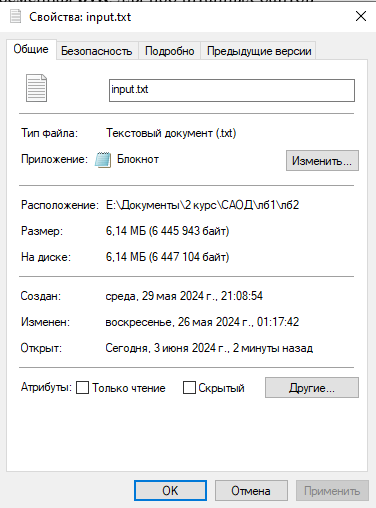 Свойства: input.txt
Общие Безопасность Подробно Предыдущие версии
input.txt
Тип файла: Текстовый документ (.txt)
Приложение: Блокнот Изменить...
Расположение: E:\Документы\2 курс\САОД\лб1\лб2
Размер: 6,14 МБ (6 445 943 байт)
На диске: 6,14 МБ (6 447 104 байт)
Создан: среда, 29 мая 2024 г., 21:08:54
Изменен: воскресенье, 26 мая 2024 г., 01:17:42
Открыт: Сегодня, 3 июня 2024 г., 2 минуты назад
Атрибуты: Только чтение Скрытый Другие...
OK Отмена Применить